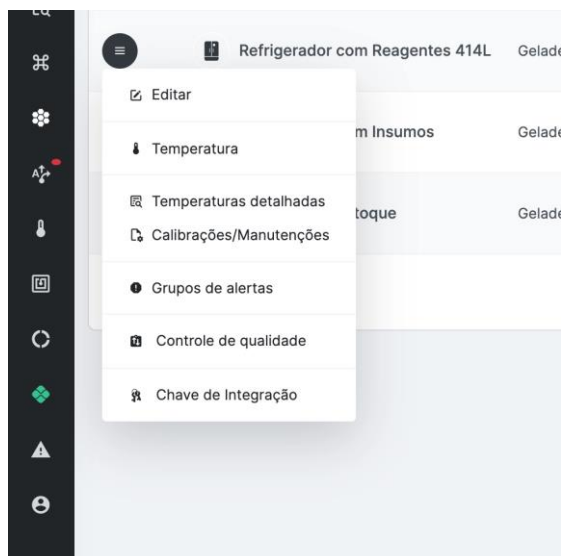 Refrigerador com Reagentes 414L Gelade
Editar
m Insumos Gelade
Temperatura
Temperaturas detalhadas
toque Gelade
Calibrações/Manutenções
Grupos de alertas
Controle de qualidade
Chave de Integração